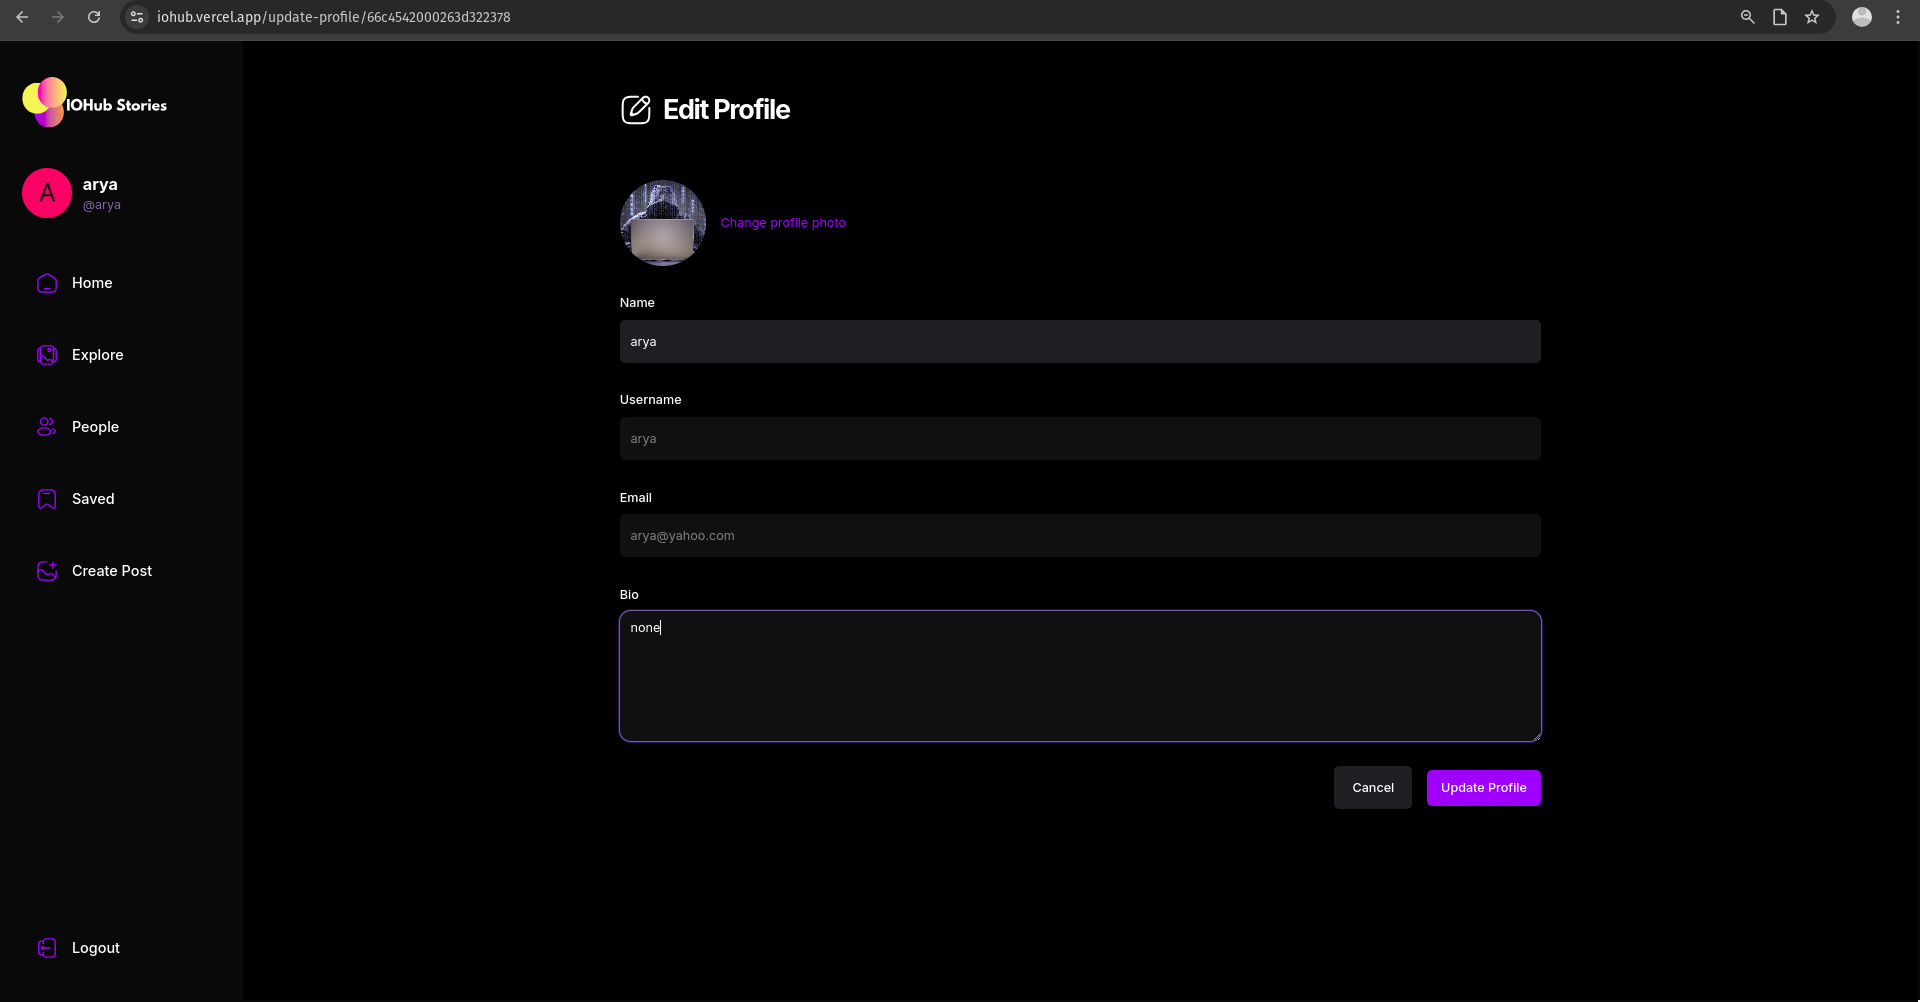 iohub.vercel.app/update-profile/66c4542000263d322378
IOHub Stories
A
arya
@arya
Home
Explore
People
Saved
Create Post
Logout
Edit Profile
Change profile photo
Name
arya
Username
arya
Email
arya@yahoo.com
Bio
none
Cancel
Update Profile